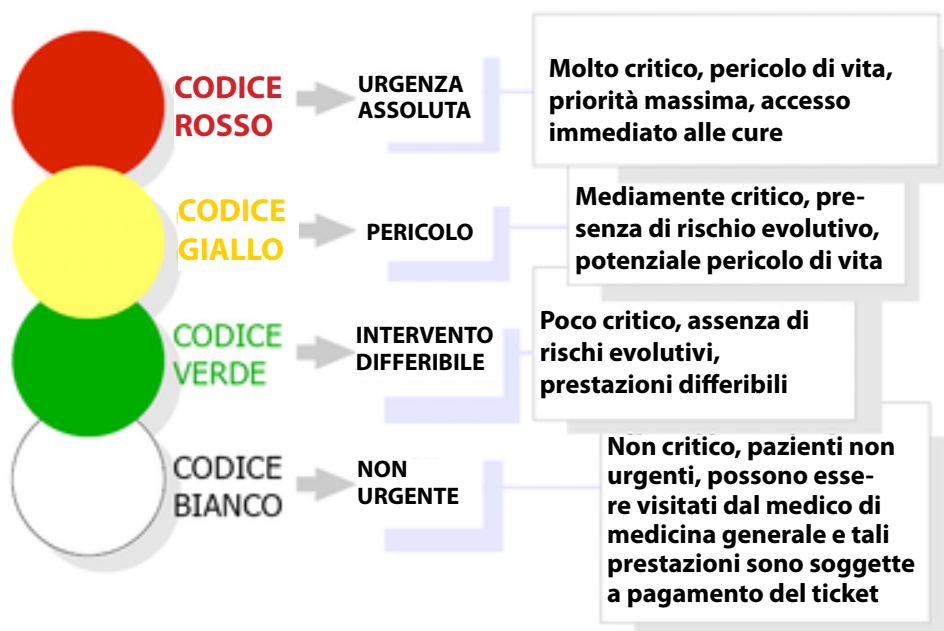 CODICE
ROSSO
URGENZA
ASSOLUTA
Molto critico, pericolo di vita,
priorità massima, accesso
immediato alle cure
CODICE
GIALLO
PERICOLO
Mediamente critico, pre-
senza di rischio evolutivo,
potenziale pericolo di vita
CODICE
VERDE
INTERVENTO
DIFFERIBILE
Poco critico, assenza di
rischi evolutivi,
prestazioni differibili
CODICE
BIANCO
NON
URGENTE
Non critico, pazienti non
urgenti, possono esse-
re visitati dal medico di
medicina generale e tali
prestazioni sono soggette
a pagamento del ticket